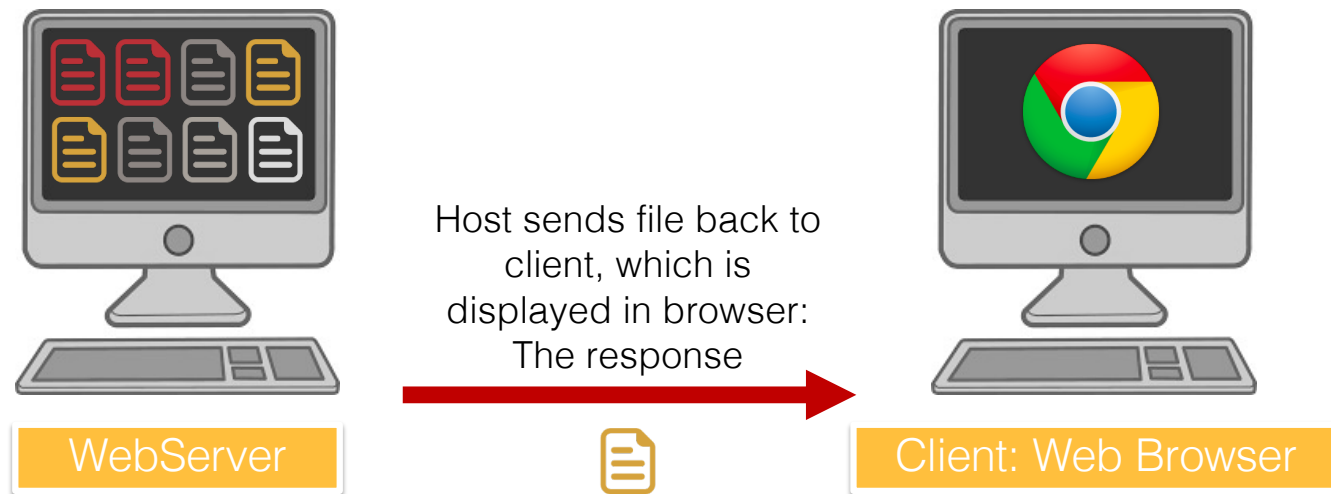 Host sends file back to
client, which is
displayed in browser:
The response
WebServer
Client: Web Browser